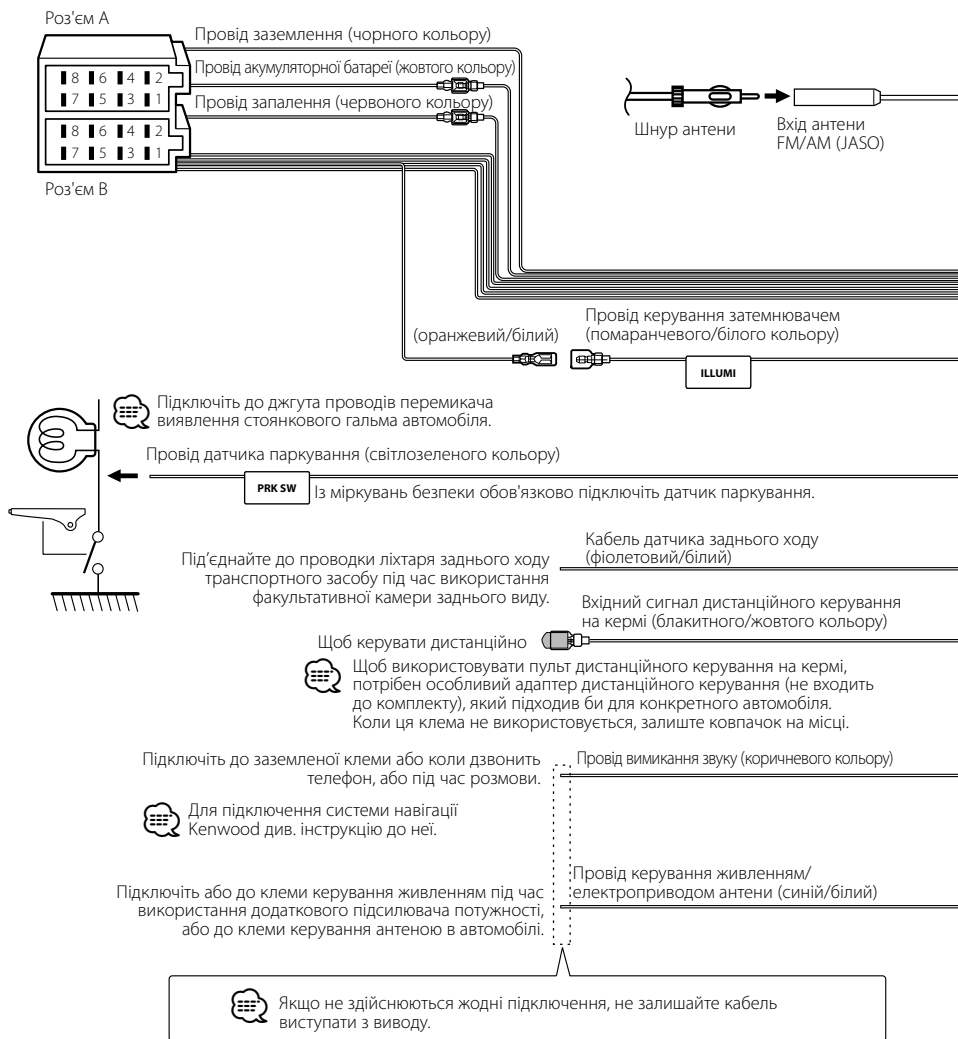 Роз'єм A
Провід заземлення (чорного кольору)
Провід акумуляторної батареї (жовтого кольору)
8 6 4 2
7 5 3 1
Провід запалення (червоного кольору)
8 6 4 2
7 5 3 1
Роз'єм B
Шнур антени
Вхід антени
FM/AM (JASO)
(оранжевий/білий)
Провід керування затемнювачем
(помаранчевого/білого кольору)
ILLUMI
Підключіть до джгута проводів перемикача
виявлення стоянкового гальма автомобіля.
Провід датчика паркування (світлозеленого кольору)
PRK SW
Із міркувань безпеки обов'язково підключіть датчик паркування.
Під’єднайте до проводки ліхтаря заднього ходу
транспортного засобу під час використання
факультативної камери заднього виду.
Кабель датчика заднього ходу
(фіолетовий/білий)
Вхідний сигнал дистанційного керування
на кермі (блакитного/жовтого кольору)
Щоб керувати дистанційно
Щоб використовувати пульт дистанційного керування на кермі,
потрібен особливий адаптер дистанційного керування (не входить
до комплекту), який підходив би для конкретного автомобіля.
Коли ця клема не використовується, залиште ковпачок на місці.
Підключіть до заземленої клеми або коли дзвонить
телефон, або під час розмови.
Провід вимикання звуку (коричневого кольору)
Для підключення системи навігації
Kenwood див. інструкцію до неї.
Підключіть або до клеми керування живленням під час
використання додаткового підсилювача потужності,
або до клеми керування антеною в автомобілі.
Провід керування живленням/
електроприводом антени (синій/білий)
Якщо не здійснюються жодні підключення, не залишайте кабель
виступати з виводу.